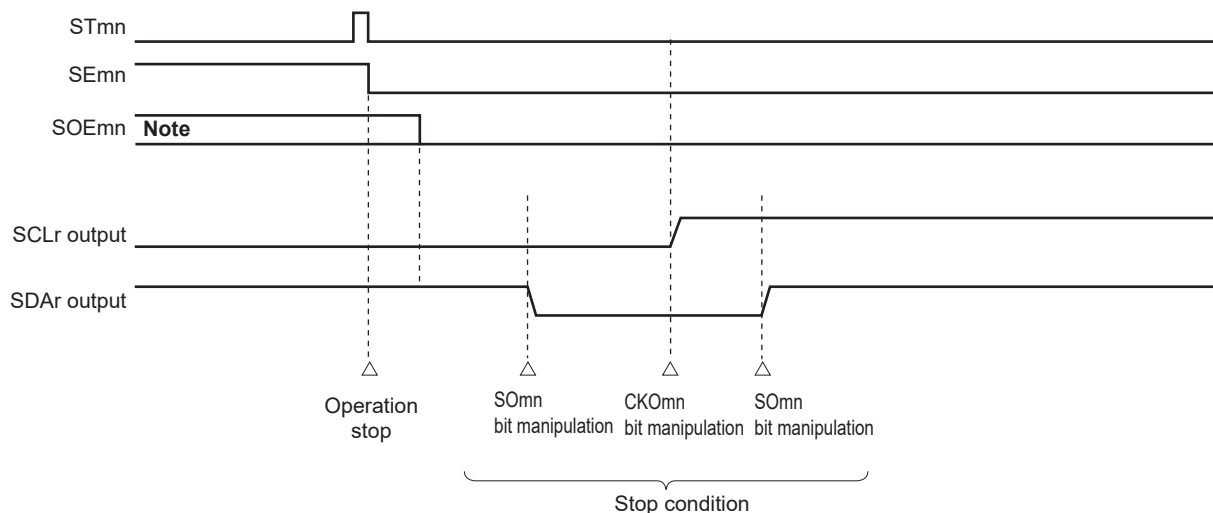 STmn
SEmn
SOEmn Note
SCLr output
SDAr output
Operation
stop
SOmn
bit manipulation
CKOmn
bit manipulation
SOmn
bit manipulation
Stop condition